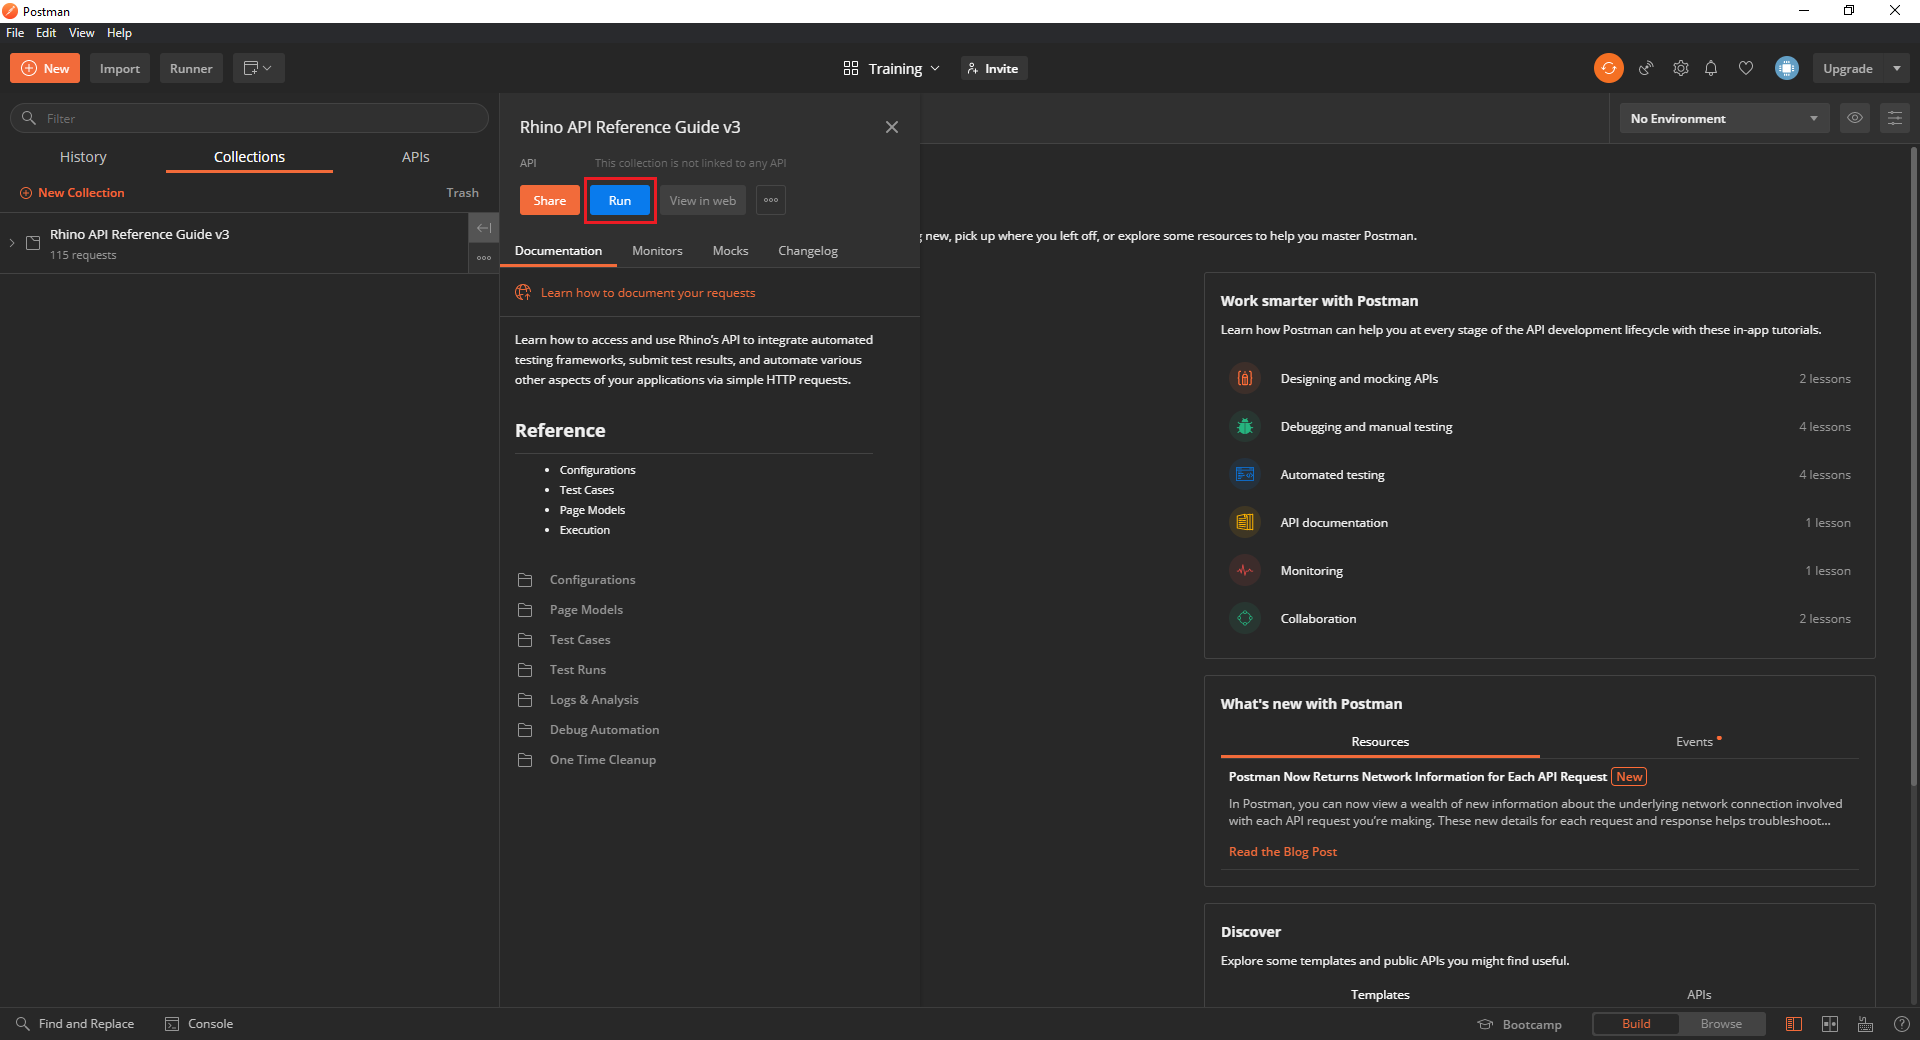 Postman
File Edit View Help
New Import Runner
Training
Invite
Upgrade
Filter
History Collections APIs
New Collection Trash
Rhino API Reference Guide v3
115 requests
Rhino API Reference Guide v3
API This collection is not linked to any API
Share Run View in web
Documentation Monitors Mocks Changelog
Learn how to document your requests
Learn how to access and use Rhino's API to integrate automated
testing frameworks, submit test results, and automate various
other aspects of your applications via simple HTTP requests.
Reference
Configurations
Test Cases
Page Models
Execution
Configurations
Page Models
Test Cases
Test Runs
Logs & Analysis
Debug Automation
One Time Cleanup
No Environment
new, pick up where you left off, or explore some resources to help you master Postman.
Work smarter with Postman
Learn how Postman can help you at every stage of the API development lifecycle with these in-app tutorials.
Designing and mocking APIs 2 lessons
Debugging and manual testing 4 lessons
Automated testing 4 lessons
API documentation 1 lesson
Monitoring 1 lesson
Collaboration 2 lessons
What's new with Postman
Resources Events
Postman Now Returns Network Information for Each API Request New
In Postman, you can now view a wealth of new information about the underlying network connection involved
with each API request you're making. These new details for each request and response helps troubleshoot...
Read the Blog Post
Discover
Explore some templates and public APIs you might find useful.
Templates APIs
Find and Replace Console
Bootcamp Build Browse